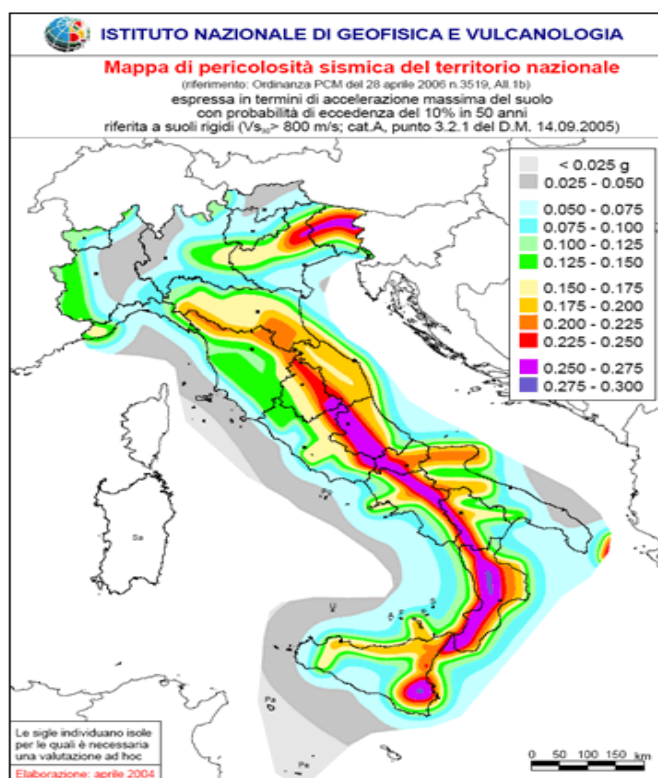 ISTITUTO NAZIONALE DI GEOFISICA E VULCANOLOGIA
Mappa di pericolosità sismica del territorio nazionale
(riferimento: Ordinanza PCM del 28 aprile 2006 n.3519, All.1b)
espressa in termini di accelerazione massima del suolo
con probabilità di eccedenza del 10% in 50 anni
riferita a suoli rigidi (Vs₃₀> 800 m/s; cat.A, punto 3.2.1 del D.M. 14.09.2005)
< 0.025 g
0.025 - 0.050
0.050 - 0.075
0.075 - 0.100
0.100 - 0.125
0.125 - 0.150
0.150 - 0.175
0.175 - 0.200
0.200 - 0.225
0.225 - 0.250
0.250 - 0.275
0.275 - 0.300
Sa
U
A
Pa
Pe
Le sigle individuano isole
per le quali è necessaria
una valutazione ad hoc
Elaborazione: aprile 2004
0 50 100 150 km